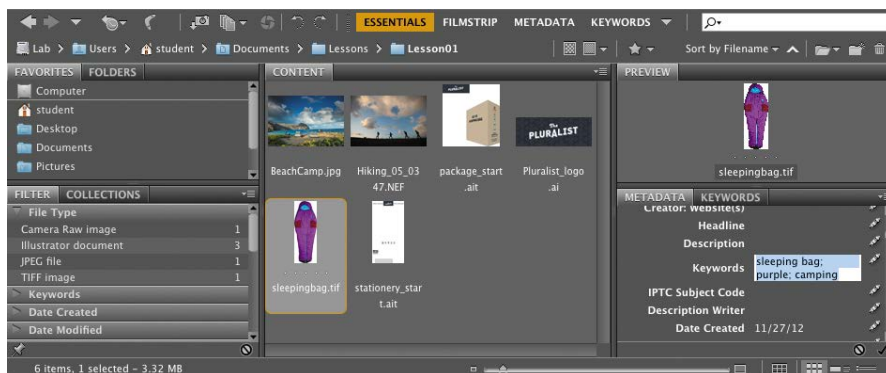 ESSENTIALS FILMSTRIP METADATA KEYWORDS
Lab > Users > student > Documents > Lessons > Lesson01
Sort by Filename
FAVORITES FOLDERS
Computer
student
Desktop
Documents
Pictures
FILTER COLLECTIONS
File Type
Camera Raw image 1
Illustrator document 3
JPEG file 1
TIFF image 1
Keywords
Date Created
Date Modified
CONTENT
PLURALIST
The
PLURALIST
BeachCamp.jpg
Hiking_05_03
47.NEF
package_start
.ait
Pluralist_logo
.ai
sleepingbag.tif
stationery_star
t.ait
PREVIEW
sleepingbag.tif
METADATA KEYWORDS
Creator: Website(s)
Headline
Description
Keywords sleeping bag;
purple; camping
IPTC Subject Code
Description Writer
Date Created 11/27/12
6 items, 1 selected - 3.32 MB